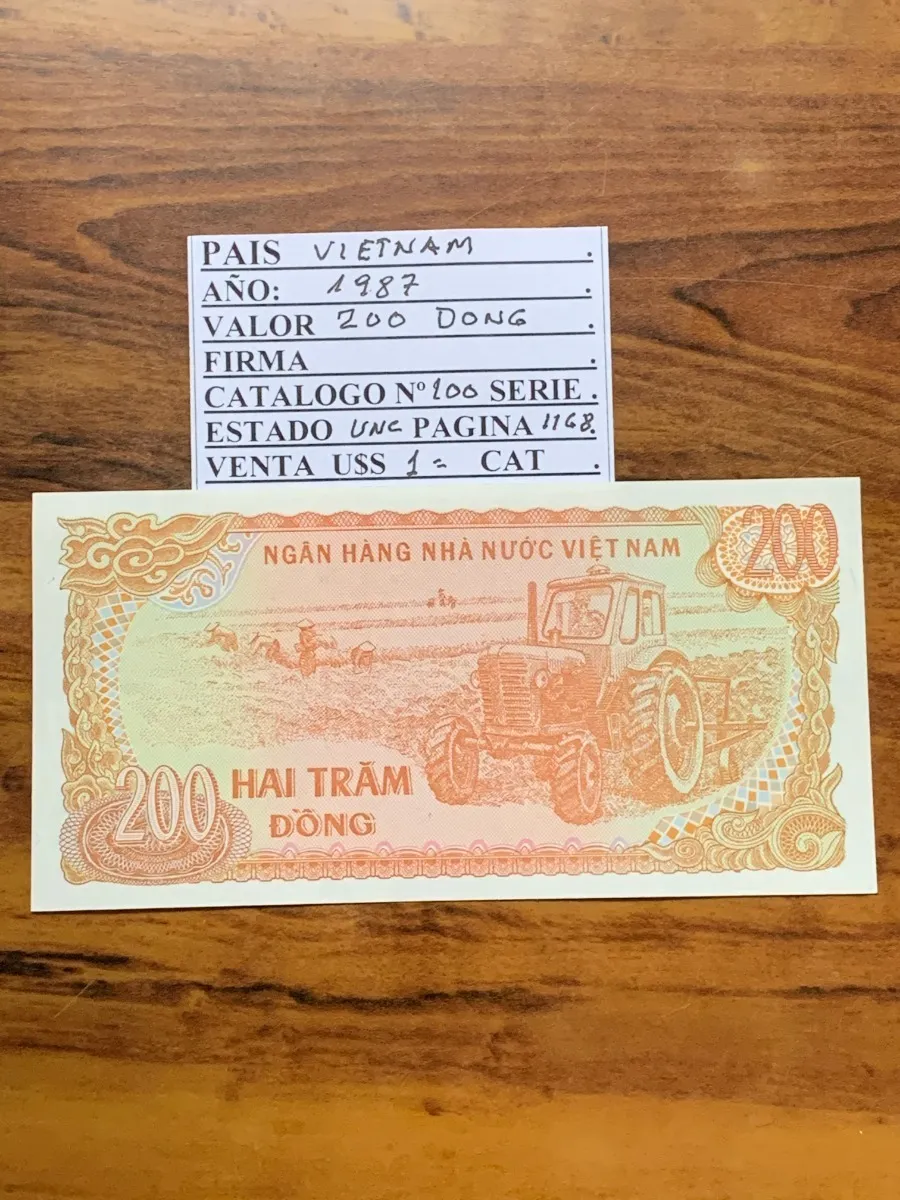 PAIS VIETNAM .
AÑO: 1987 .
VALOR 200 DONG .
FIRMA .
CATALOGO Nº 100 SERIE .
ESTADO UNC PAGINA 1168.
VENTA U$S 1= CAT .
NGÂN HÀNG NHÀ NƯỚC VIỆT NAM
200
200 HAI TRĂM
ĐỒNG